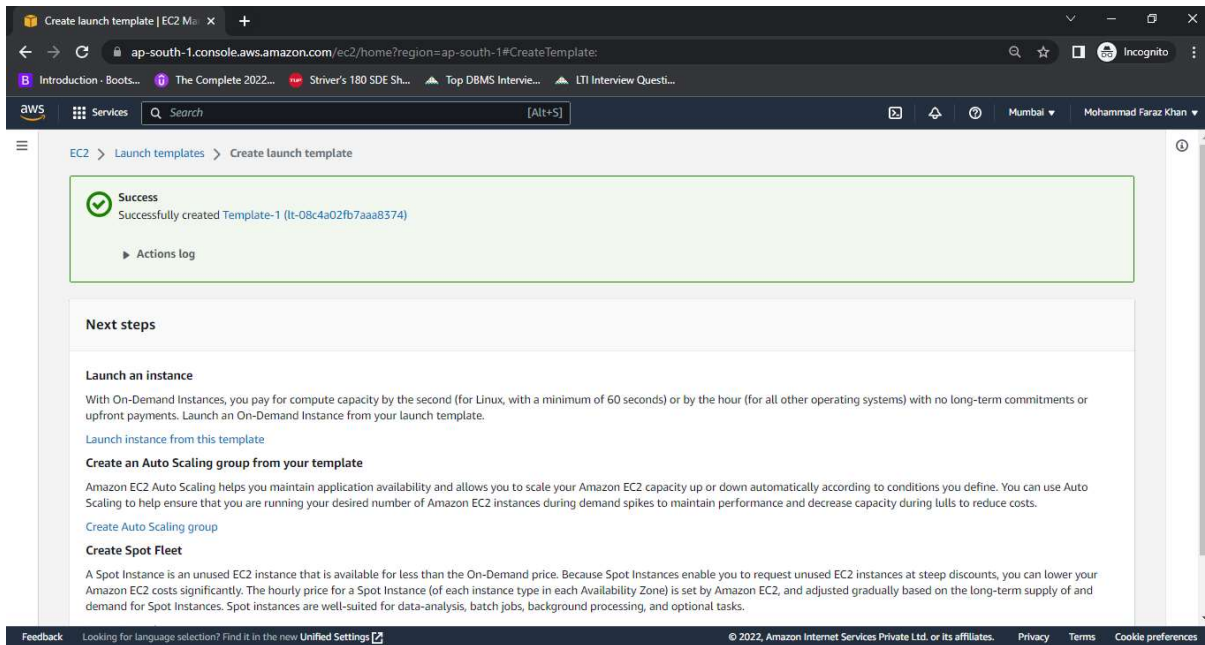 Create launch template | EC2 Ma
ap-south-1.console.aws.amazon.com/ec2/home?region=ap-south-1#CreateTemplate:
Incognito
B Introduction - Boots...
The Complete 2022...
Striver's 180 SDE Sh...
Top DBMS Intervie...
LTI Interview Questi...
aws
Services
Search
[Alt+S]
Mumbai
Mohammad Faraz Khan
EC2 > Launch templates > Create launch template
Success
Successfully created Template-1 (lt-08c4a02fb7aaa8374)
Actions log
Next steps
Launch an instance
With On-Demand Instances, you pay for compute capacity by the second (for Linux, with a minimum of 60 seconds) or by the hour (for all other operating systems) with no long-term commitments or
upfront payments. Launch an On-Demand Instance from your launch template.
Launch instance from this template
Create an Auto Scaling group from your template
Amazon EC2 Auto Scaling helps you maintain application availability and allows you to scale your Amazon EC2 capacity up or down automatically according to conditions you define. You can use Auto
Scaling to help ensure that you are running your desired number of Amazon EC2 instances during demand spikes to maintain performance and decrease capacity during lulls to reduce costs.
Create Auto Scaling group
Create Spot Fleet
A Spot Instance is an unused EC2 instance that is available for less than the On-Demand price. Because Spot Instances enable you to request unused EC2 instances at steep discounts, you can lower your
Amazon EC2 costs significantly. The hourly price for a Spot Instance (of each instance type in each Availability Zone) is set by Amazon EC2, and adjusted gradually based on the long-term supply of and
demand for Spot Instances. Spot instances are well-suited for data-analysis, batch jobs, background processing, and optional tasks.
Feedback
Looking for language selection? Find it in the new Unified Settings
© 2022, Amazon Internet Services Private Ltd. or its affiliates.
Privacy
Terms
Cookie preferences